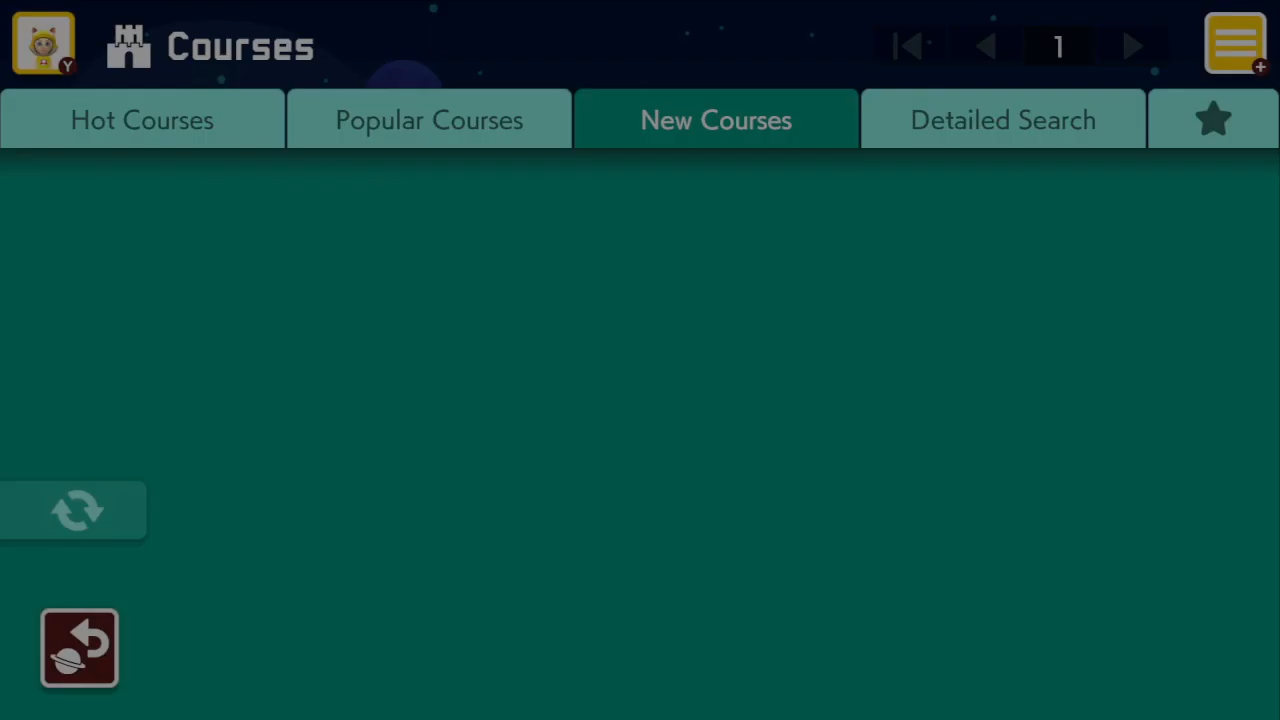 Courses
1
Y
+
Hot Courses
Popular Courses
New Courses
Detailed Search